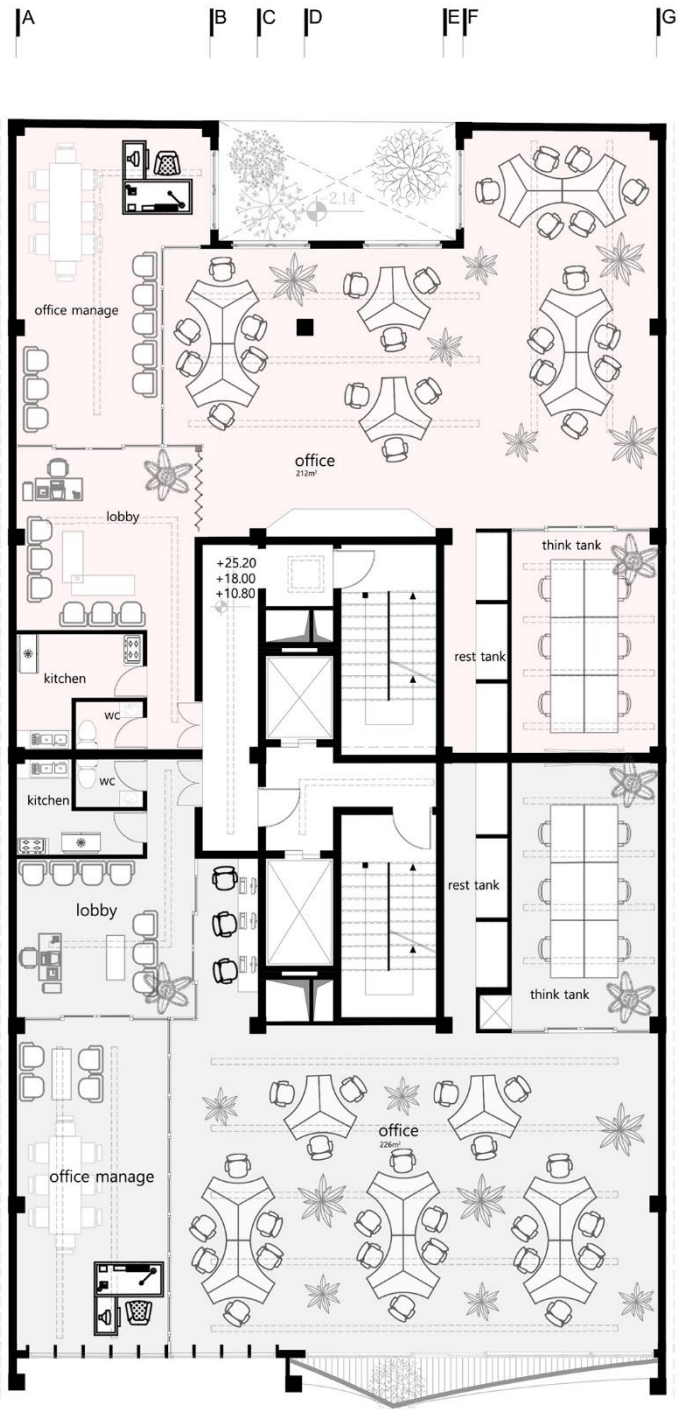 A B C D E F G
2.14
office manage
office
212m²
lobby
think tank
+25.20
+18.00
+10.80
rest tank
kitchen
wc
wc
kitchen
rest tank
lobby
think tank
office
226m²
office manage